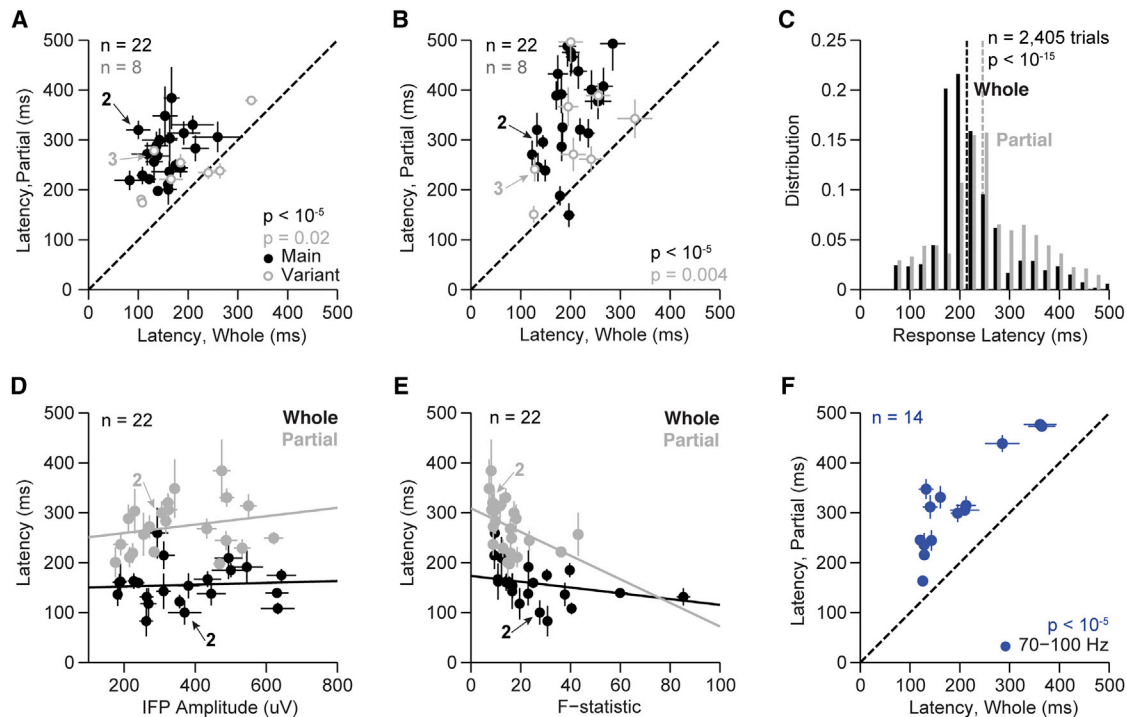 A
n = 22
n = 8
2
3
p < 10-5
p = 0.02
Main
Variant
500
400
300
200
100
0
0 100 200 300 400 500
Latency,Partial (ms)
Latency, Whole (ms)
B
n = 22
n = 8
2
3
p < 10-5
p = 0.004
500
400
300
200
100
0
0 100 200 300 400 500
Latency, Partial (ms)
Latency, Whole (ms)
C
n = 2,405 trials
p < 10-15
Whole
Partial
0.25
0.2
0.15
0.1
0.05
0
0 100 200 300 400 500
Distribution
Response Latency (ms)
D
n = 22
Whole
Partial
2
2
500
400
300
200
100
0
200 400 600 800
Latency (ms)
IFP Amplitude (uV)
E
n = 22
Whole
Partial
2
2
500
400
300
200
100
0
0 20 40 60 80 100
Latency (ms)
F−statistic
F
n = 14
p < 10-5
70−100 Hz
500
400
300
200
100
0
0 100 200 300 400 500
Latency, Partial (ms)
Latency, Whole (ms)